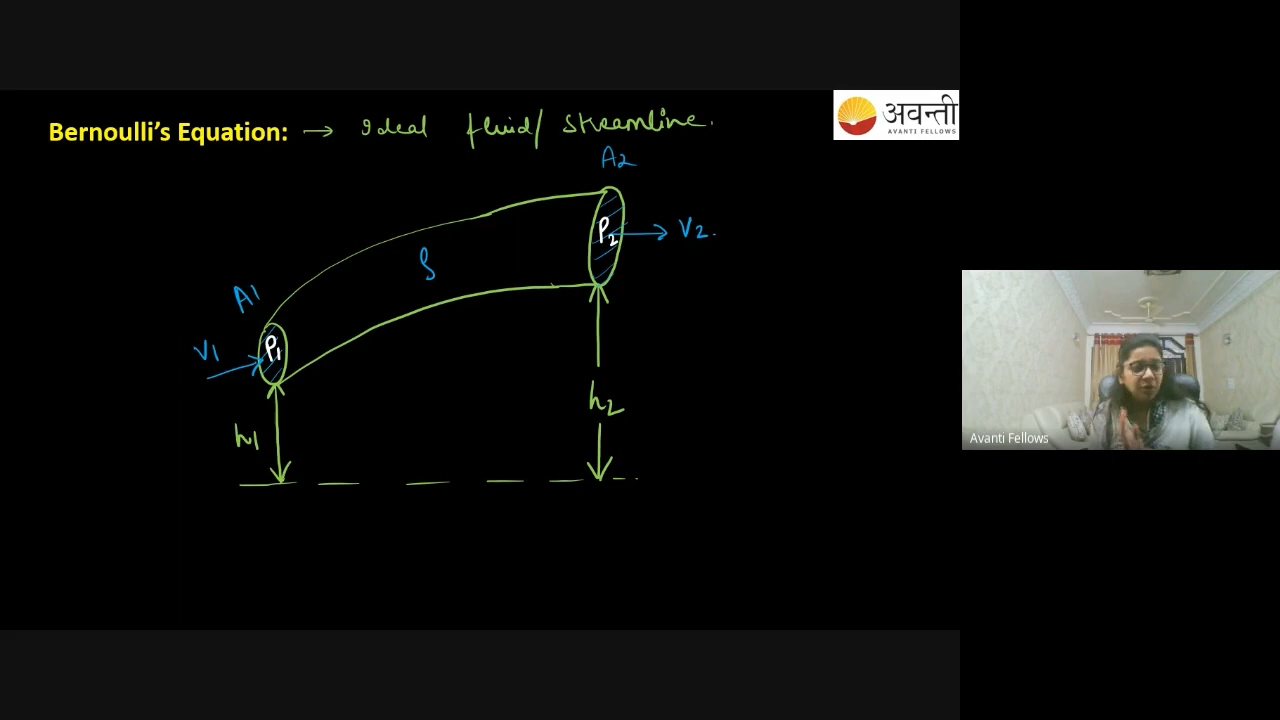 Bernoulli's Equation: → Ideal fluid/ streamline.
अवन्ती
AVANTI FELLOWS
A2
P2
V2.
ρ
A1
V1
P1
h1
h2
Avanti Fellows